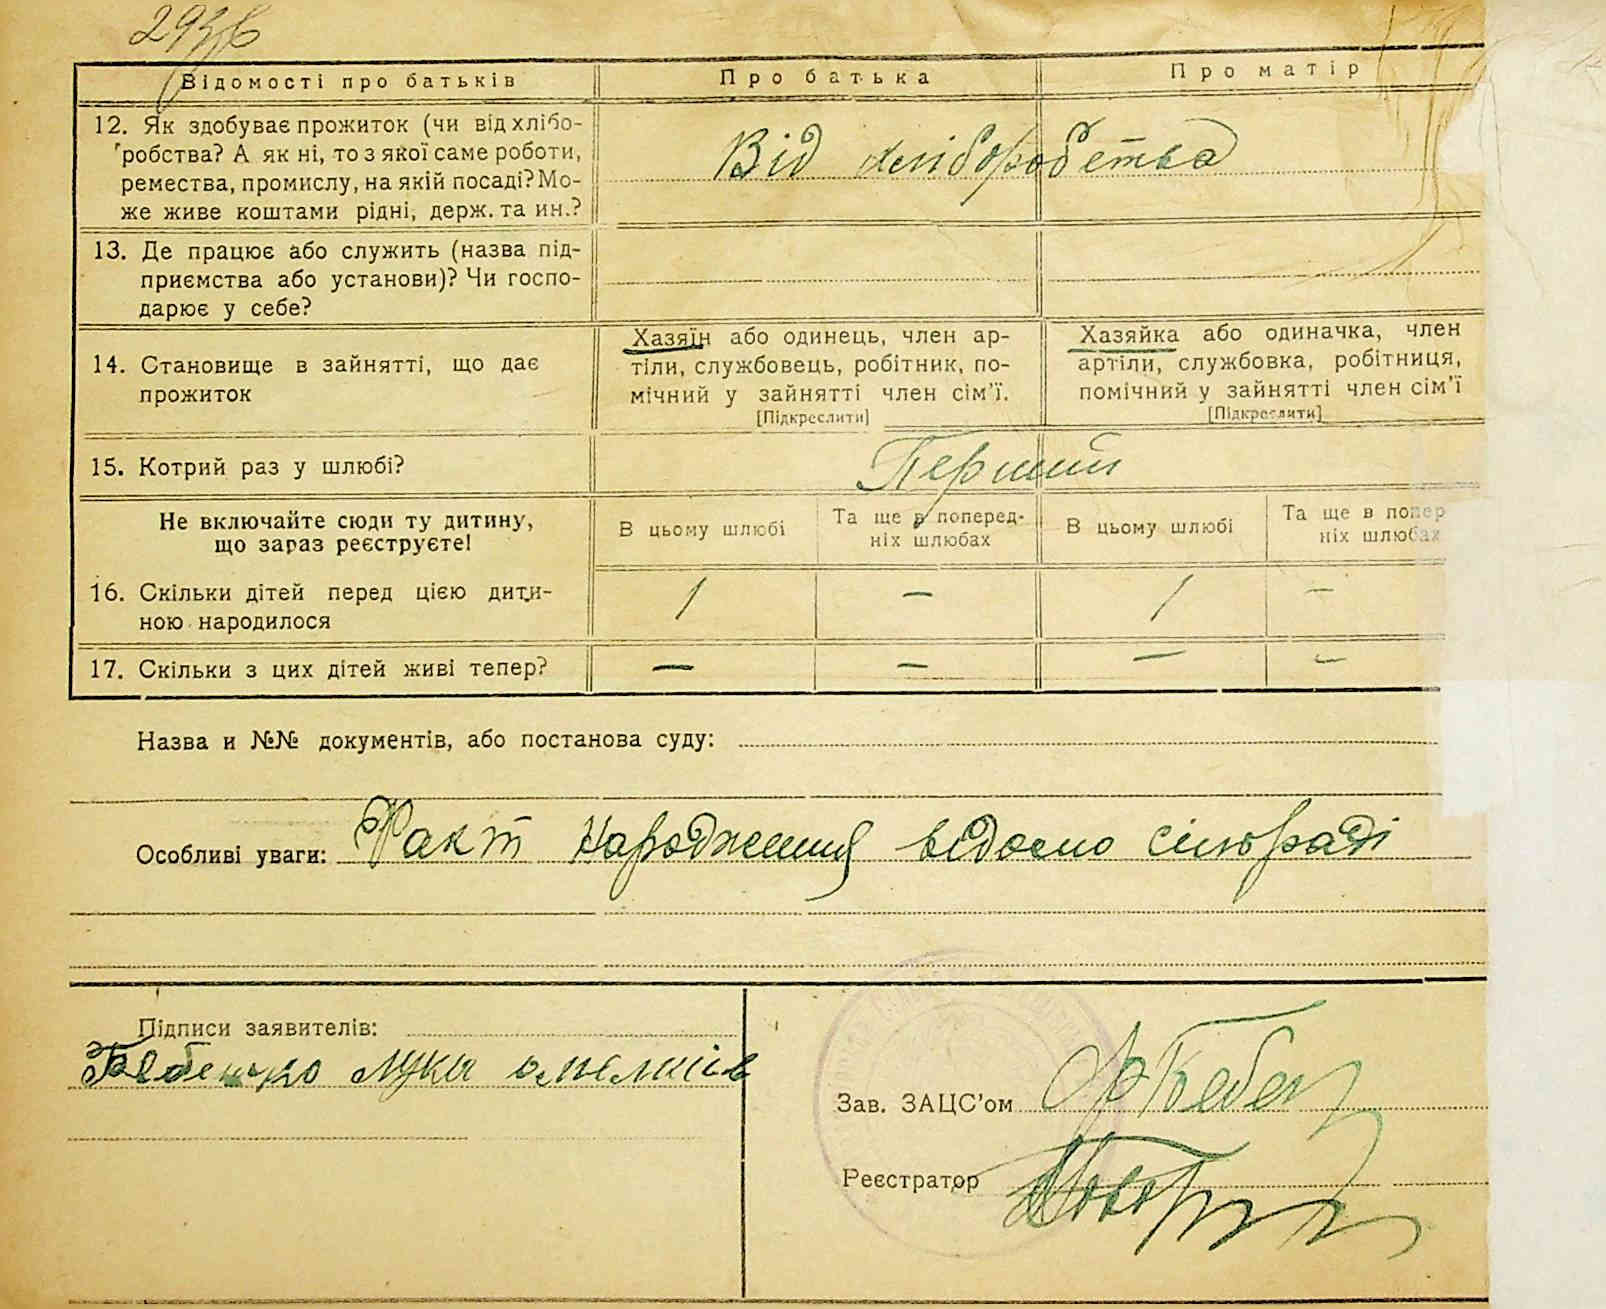 Відомості про батьків
Про батька
Про матір
12. Як здобуває прожиток (чи від хлібо-
робства? А як ні, то з якої саме роботи,
ремества, промислу, на якій посаді? Мо-
же живе коштами рідні, держ. та ин.?
Від хліборобства
13. Де працює або служить (назва під-
приємства або установи)? Чи госпо-
дарює у себе?
14. Становище в зайнятті, що дає
прожиток
Хазяїн або одинець, член ар-
тіли, службовець, робітник, по-
мічний у зайнятті член сім'ї.
[Підкреслити]
Хазяйка або одиначка, член
артіли, службовка, робітниця,
помічний у зайнятті член сім'ї
[Підкреслити]
15. Котрий раз у шлюбі?
Перший
Не включайте сюди ту дитину,
що зараз реєструєте!
В цьому шлюбі
Та ще в поперед-
ніх шлюбах
В цьому шлюбі
Та ще в попер
ніх шлюбах
16. Скільки дітей перед цією дити-
ною народилося
1 — 1 —
17. Скільки з цих дітей живі тепер?
— — — —
Назва и №№ документів, або постанова суду:
Особливі уваги: Факт народження відомо сільраді
Підписи заявителів:
Лука
Зав. ЗАЦС'ом
Реєстратор